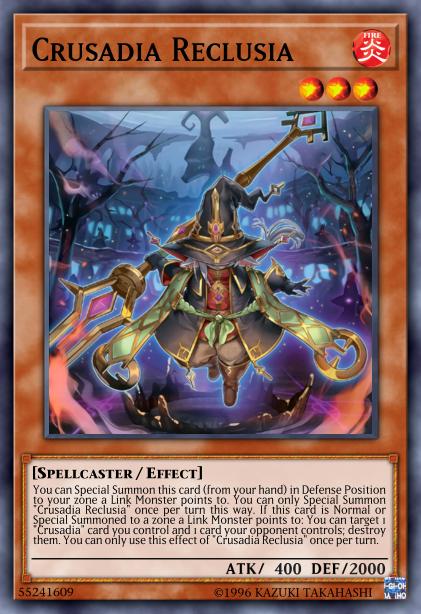 CRUSADIA RECLUSIA
FIRE
炎
[SPELLCASTER / EFFECT]
You can Special Summon this card (from your hand) in Defense Position
to your zone a Link Monster points to. You can only Special Summon
"Crusadia Reclusia" once per turn this way. If this card is Normal or
Special Summoned to a zone a Link Monster points to: You can target 1
"Crusadia" card you control and 1 card your opponent controls; destroy
them. You can only use this effect of "Crusadia Reclusia" once per turn.
ATK/ 400 DEF/2000
55241609
©1996 KAZUKI TAKAHASHI